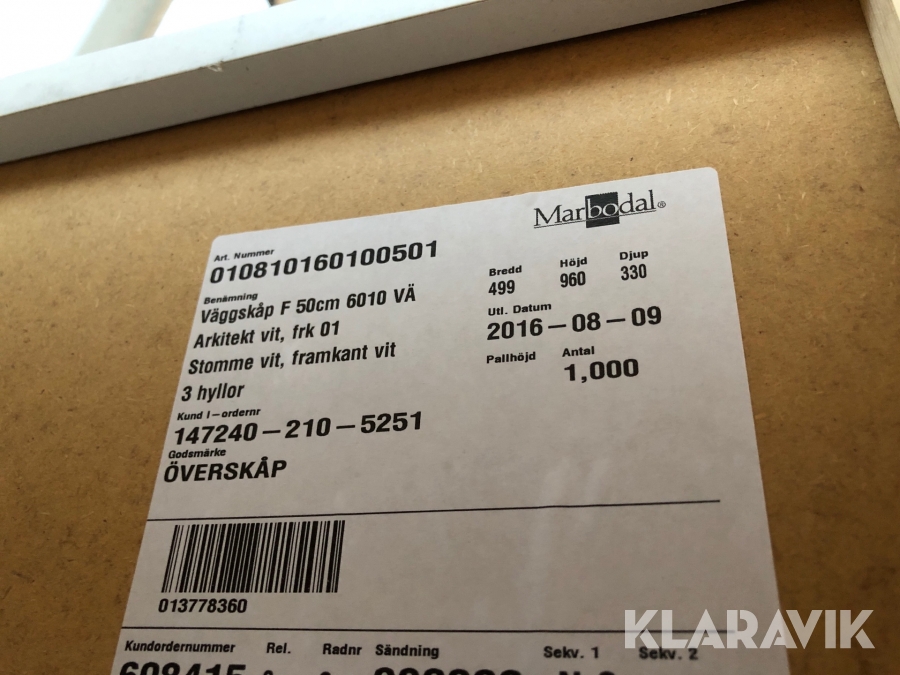 Marbodal®
Art. Nummer
010810160100501
Benämning
Väggskåp F 50cm 6010 VÄ
Arkitekt vit, frk 01
Stomme vit, framkant vit
3 hyllor
Kund I-ordernr
147240-210-5251
Godsmärke
ÖVERSKÅP
Bredd Höjd Djup
499 960 330
Utl. Datum
2016-08-09
Pallhöjd Antal
1,000
013778360
Kundordernummer Rel. Radnr Sändning Sekv. 1 Sekv. 2
KLARAVIK